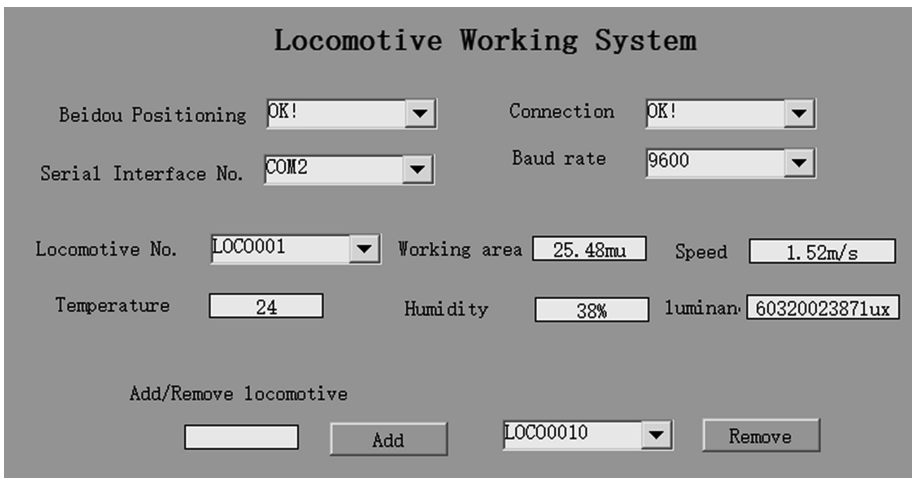 Locomotive Working System
Beidou Positioning OK! Connection OK!
Serial Interface No. COM2 Baud rate 9600
Locomotive No. LOCO001 Working area 25.48mu Speed 1.52m/s
Temperature 24 Humidity 38% luminan 60320023871ux
Add/Remove locomotive
Add LOCO0010 Remove